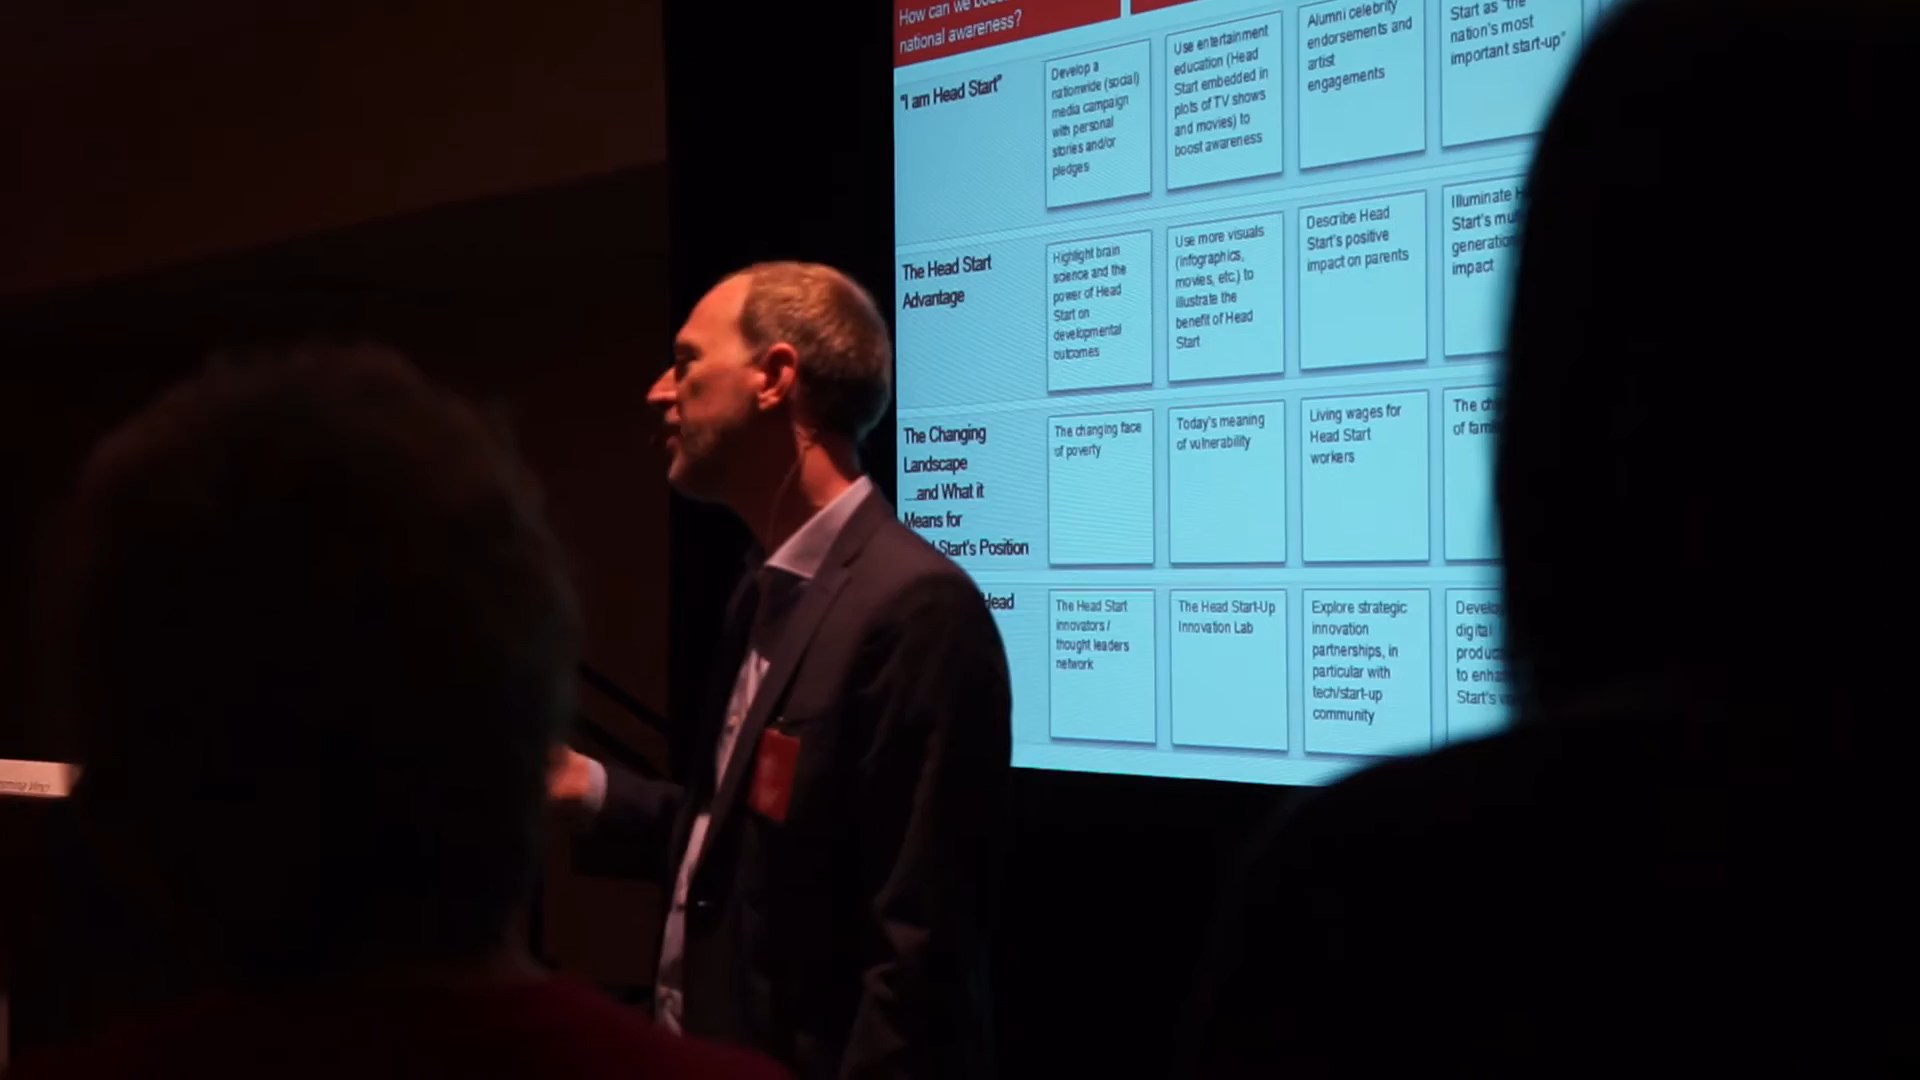 How can we
national awareness?
"I am Head Start"
Develop a
nationwide (social)
media campaign
with personal
stories and/or
pledges
Use entertainment
education (Head
Start embedded in
plots of TV shows
and movies) to
boost awareness
Alumni celebrity
endorsements and
artist
engagements
Start as "the
nation's most
important start-up"
The Head Start
Advantage
Highlight brain
science and the
power of Head
Start on
developmental
outcomes
Use more visuals
(infographics,
movies, etc.) to
illustrate the
benefit of Head
Start
Describe Head
Start's positive
impact on parents
Illuminate
Start's
impact
The Changing
Landscape
...and What it
Means for
Start's Position
The changing face
of poverty
Today's meaning
of vulnerability
Living wages for
Head Start
workers
The
of
Head
The Head Start
innovators /
thought leaders
network
The Head Start-Up
Innovation Lab
Explore strategic
innovation
partnerships, in
particular with
tech/start-up
community
digital
to
Start's